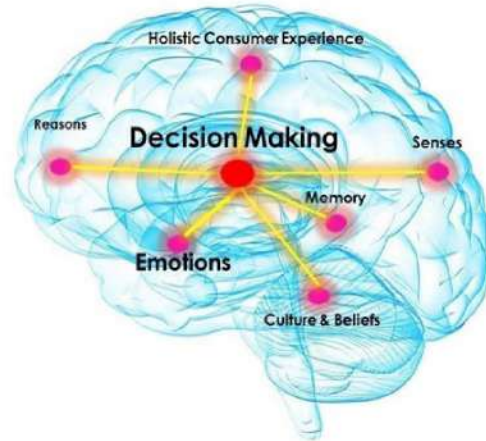 Holistic Consumer Experience
Reasons
Decision Making
Senses
Memory
Emotions
Culture & Beliefs